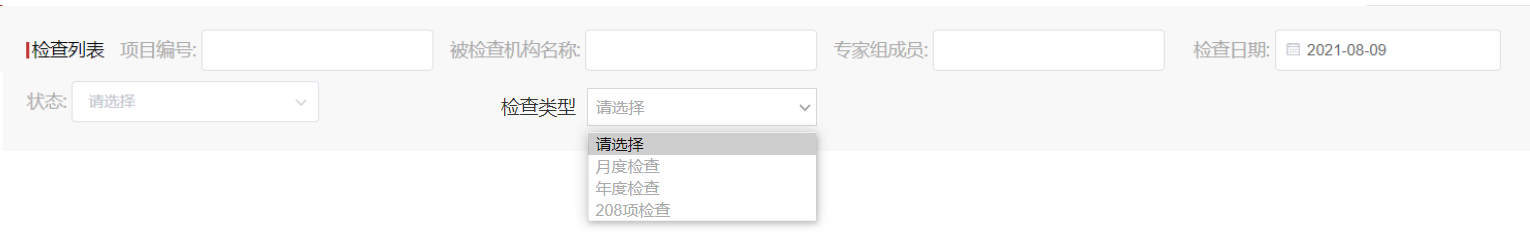 检查列表 项目编号: 被检查机构名称: 专家组成员: 检查日期: 2021-08-09
状态: 请选择 检查类型 请选择
请选择
月度检查
年度检查
208项检查